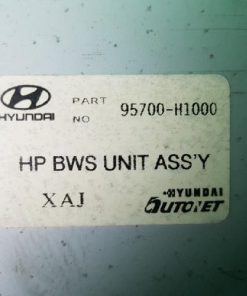 HYUNDAI
PART NO 95700-H1000
HP BWS UNIT ASS'Y
XAJ
HYUNDAI
AUTONET